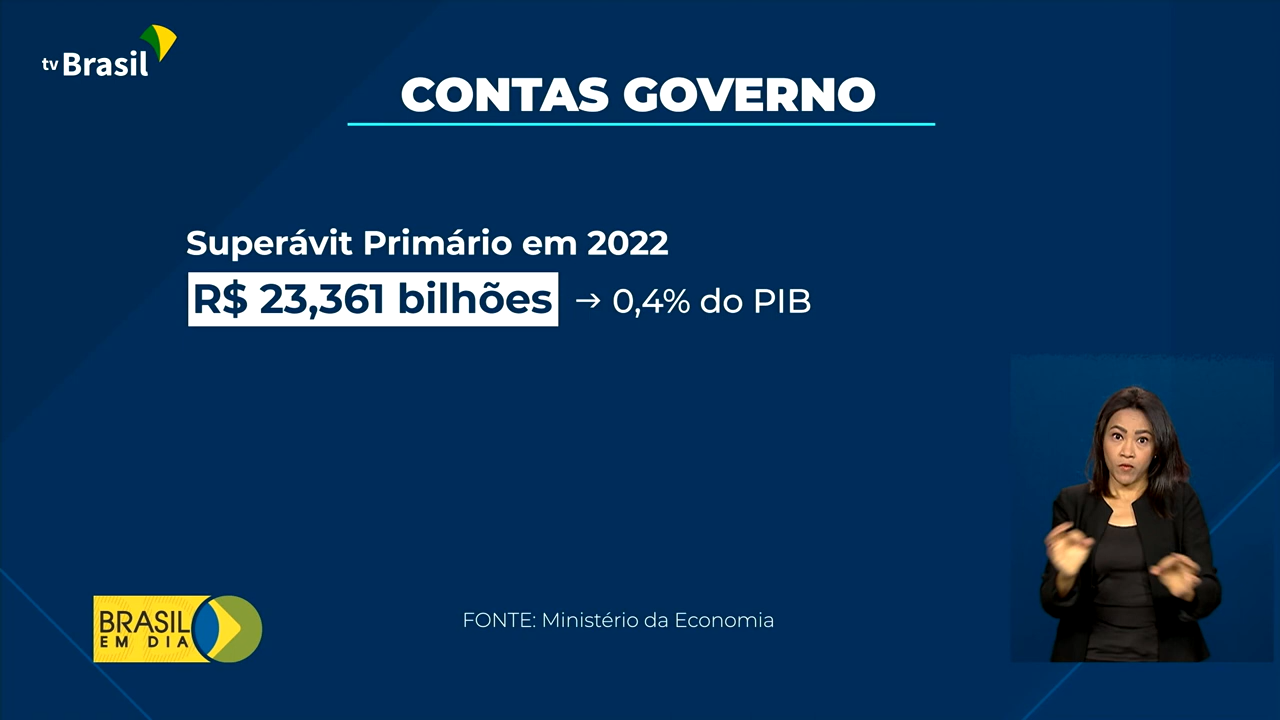 tv Brasil
CONTAS GOVERNO
Superávit Primário em 2022
R$ 23,361 bilhões → 0,4% do PIB
BRASIL
EM DIA
FONTE: Ministério da Economia